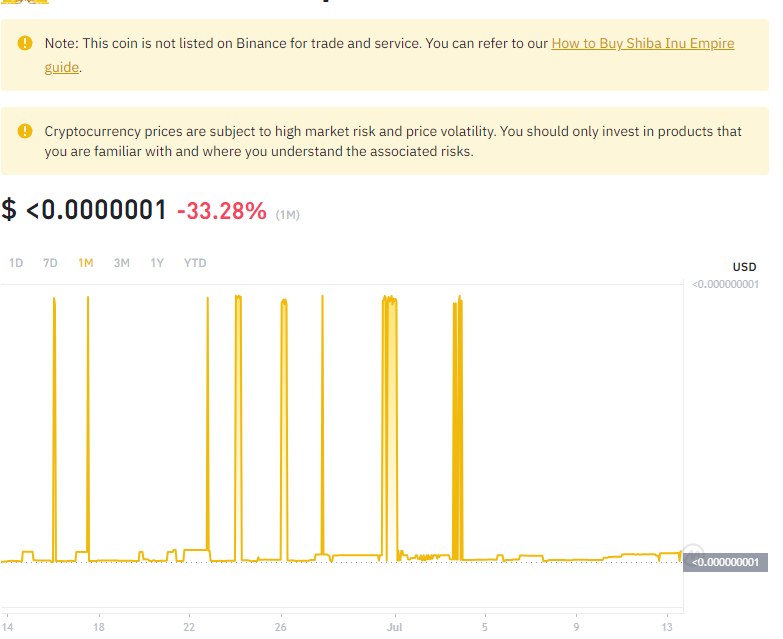 Note: This coin is not listed on Binance for trade and service. You can refer to our How to Buy Shiba Inu Empire
guide.
Cryptocurrency prices are subject to high market risk and price volatility. You should only invest in products that
you are familiar with and where you understand the associated risks.
$ <0.0000001 -33.28% (1M)
1D 7D 1M 3M 1Y YTD
USD
<0.000000001
<0.000000001
14 18 22 26 Jul 5 9 13